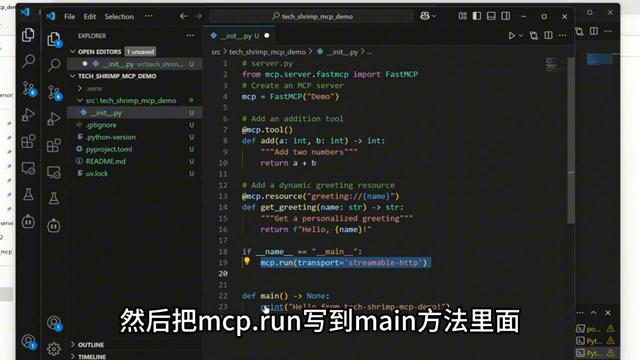 File
Edit
Selection
···
tech_shrimp_mcp_demo
EXPLORER
OPEN EDITORS
1 unsaved
__init__.py src\tech_shrim...
U
TECH_SHRIMP_MCP_DEMO
.venv
src\tech_shrimp_mcp_demo
__init__.py
U
.gitignore
U
.python-version
U
pyproject.toml
U
README.md
U
uv.lock
U
__init__.py U
src > tech_shrimp_mcp_demo > __init__.py > ...
1 # server.py
2 from mcp.server.fastmcp import FastMCP
3 # Create an MCP server
4 mcp = FastMCP("Demo")
5
6 # Add an addition tool
7 @mcp.tool()
8 def add(a: int, b: int) -> int:
9 """Add two numbers"""
10 return a + b
11
12
13 # Add a dynamic greeting resource
14 @mcp.resource("greeting://{name}")
15 def get_greeting(name: str) -> str:
16 """Get a personalized greeting"""
17 return f"Hello, {name}!"
18 if __name__ == "__main__":
19 mcp.run(transport='streamable-http')
20
22 def main() -> None:
23 print("Hello from tech-shrimp-mcp-demo!")
然后把mcp.run写到main方法里面
OUTLINE
TIMELINE